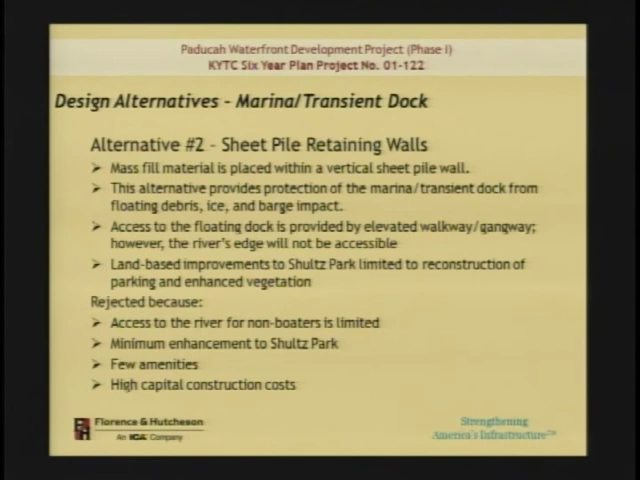 Paducah Waterfront Development Project (Phase I)
KYTC Six Year Plan Project No. 01-122
Design Alternatives - Marina/Transient Dock
Alternative #2 - Sheet Pile Retaining Walls
➢ Mass fill material is placed within a vertical sheet pile wall.
➢ This alternative provides protection of the marina/transient dock from
floating debris, ice, and barge impact.
➢ Access to the floating dock is provided by elevated walkway/gangway;
however, the river's edge will not be accessible
➢ Land-based improvements to Shultz Park limited to reconstruction of
parking and enhanced vegetation
Rejected because:
➢ Access to the river for non-boaters is limited
➢ Minimum enhancement to Shultz Park
➢ Few amenities
➢ High capital construction costs
Florence & Hutcheson
An ICA Company
Strengthening
America's Infrastructure™